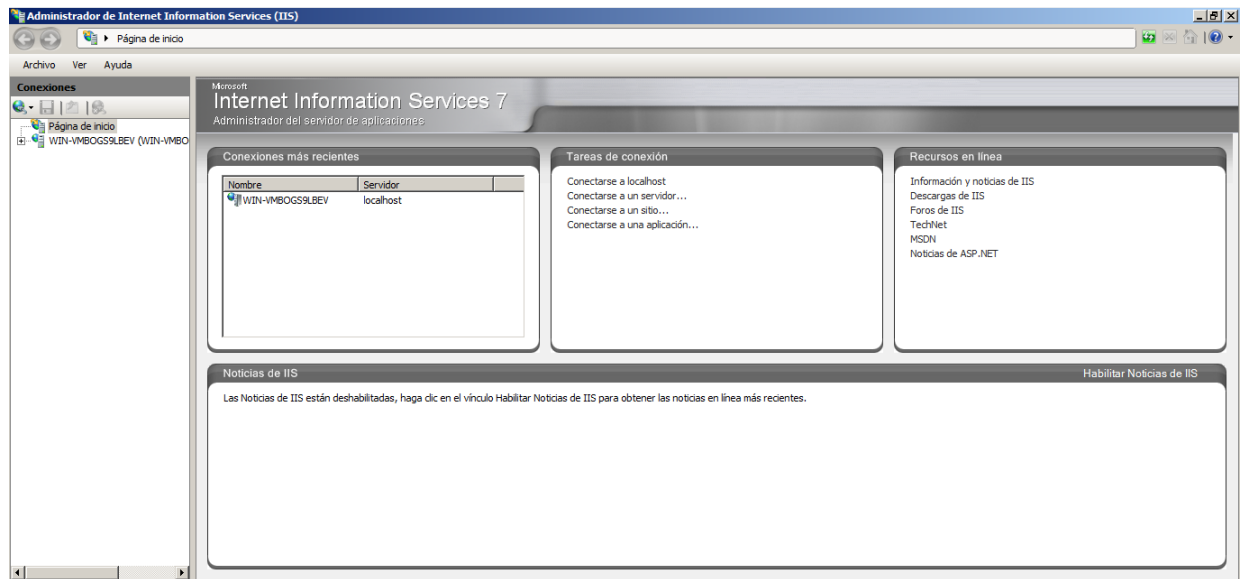 Administrador de Internet Information Services (IIS)
Página de inicio
Archivo Ver Ayuda
Conexiones
Página de inicio
WIN-VMBOGS9LBEV (WIN-VMBO
Microsoft
Internet Information Services 7
Administrador del servidor de aplicaciones
Conexiones más recientes
Nombre Servidor
WIN-VMBOGS9LBEV localhost
Tareas de conexión
Conectarse a localhost
Conectarse a un servidor...
Conectarse a un sitio...
Conectarse a una aplicación...
Recursos en línea
Información y noticias de IIS
Descargas de IIS
Foros de IIS
TechNet
MSDN
Noticias de ASP.NET
Noticias de IIS
Habilitar Noticias de IIS
Las Noticias de IIS están deshabilitadas, haga clic en el vínculo Habilitar Noticias de IIS para obtener las noticias en línea más recientes.